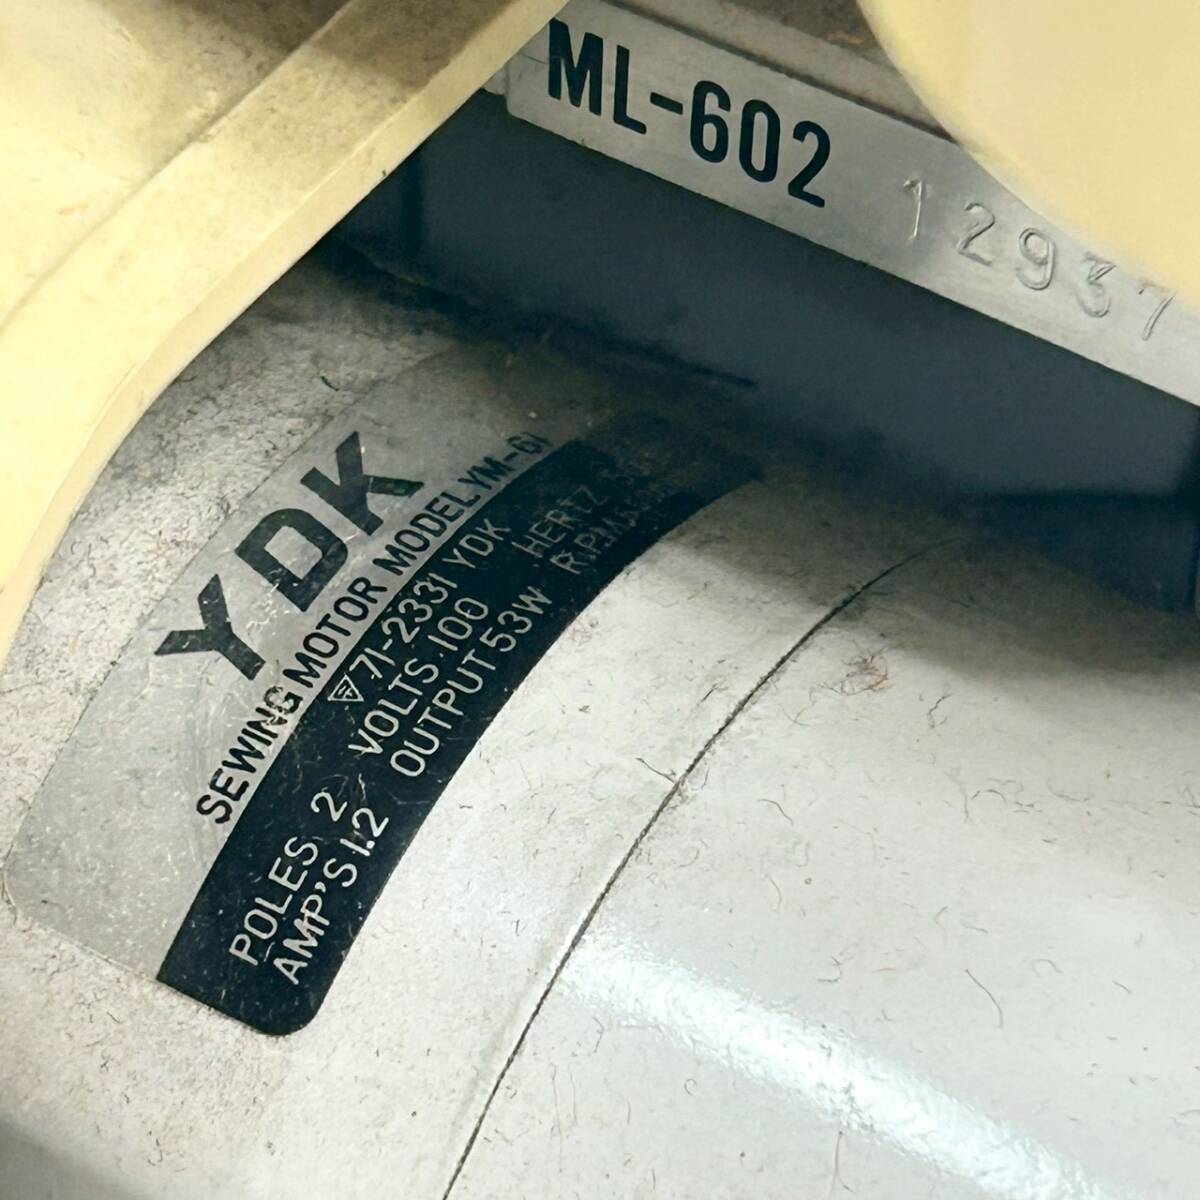 ML-602 12937
YDK
SEWING MOTOR MODEL YM-61
71-2331 YDK
POLES 2 VOLTS 100 HERTZ
AMP'S 1.2 OUTPUT 53W R.P.M